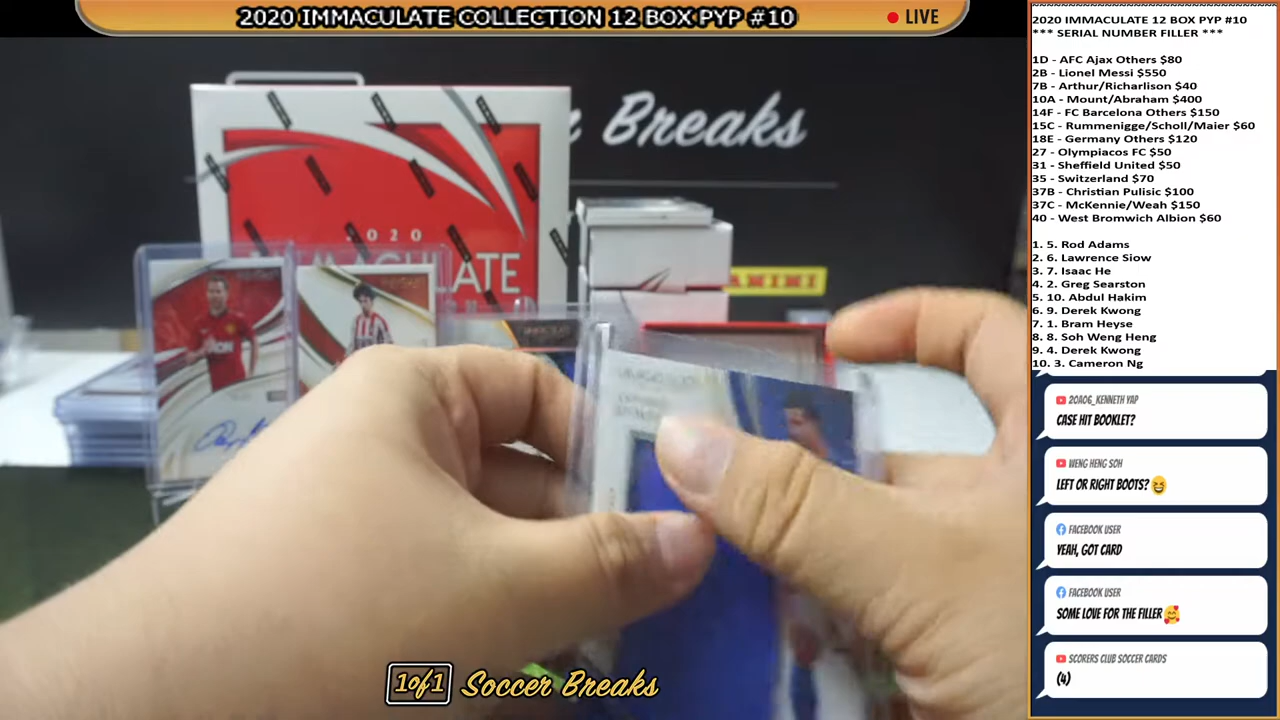 2020 IMMACULATE COLLECTION 12 BOX PYP #10
LIVE
2020 IMMACULATE 12 BOX PYP #10
*** SERIAL NUMBER FILLER ***
1D - AFC Ajax Others $80
2B - Lionel Messi $550
7B - Arthur/Richarlison $40
10A - Mount/Abraham $400
14F - FC Barcelona Others $150
15C - Rummenigge/Scholl/Maier $60
18E - Germany Others $120
27 - Olympiacos FC $50
31 - Sheffield United $50
35 - Switzerland $70
37B - Christian Pulisic $100
37C - McKennie/Weah $150
40 - West Bromwich Albion $60
1. 5. Rod Adams
2. 6. Lawrence Siow
3. 7. Isaac He
4. 2. Greg Searston
5. 10. Abdul Hakim
6. 9. Derek Kwong
7. 1. Bram Heyse
8. 8. Soh Weng Heng
9. 4. Derek Kwong
10. 3. Cameron Ng
20A06_KENNETH YAP
CASE HIT BOOKLET?
WENG HENG SOH
LEFT OR RIGHT BOOTS?😆
FACEBOOK USER
YEAH, GOT CARD
FACEBOOK USER
SOME LOVE FOR THE FILLER🥰
SCORERS CLUB SOCCER CARDS
(4)
Breaks
2020
PANINI
AON
1of1 Soccer Breaks